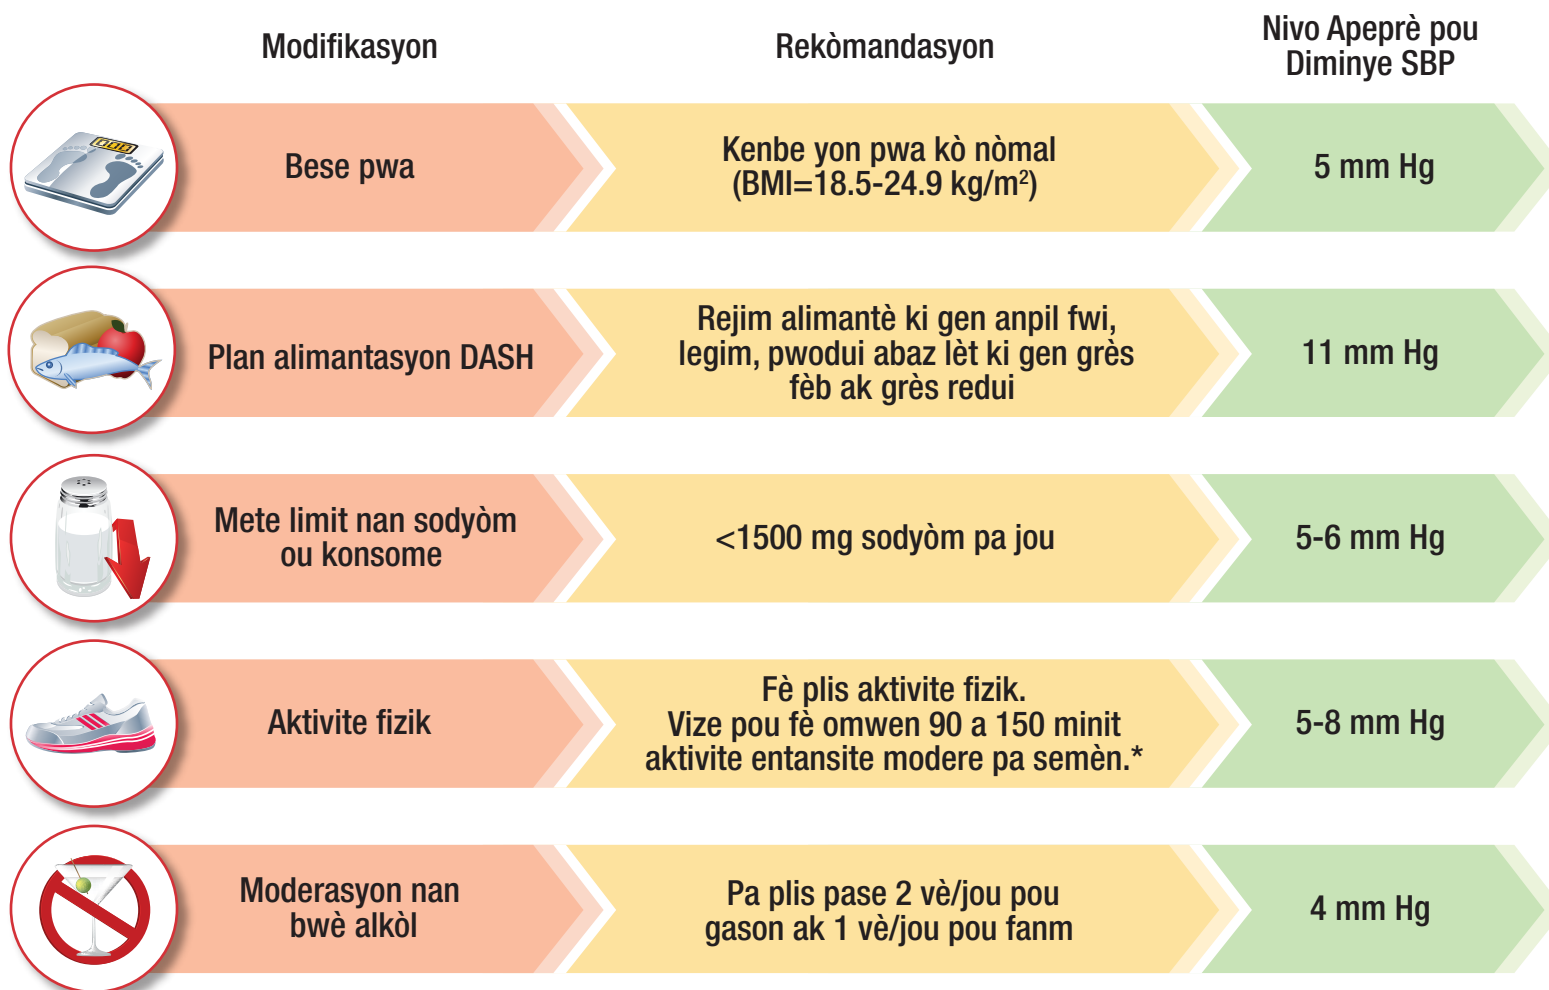 Modifikasyon
Rekòmandasyon
Nivo Apeprè pou
Diminye SBP
Bese pwa
Kenbe yon pwa kò nòmal
(BMI=18.5-24.9 kg/m²)
5 mm Hg
Plan alimantasyon DASH
Rejim alimantè ki gen anpil fwi,
legim, pwodui abaz lèt ki gen grès
fèb ak grès redui
11 mm Hg
Mete limit nan sodyòm
ou konsome
<1500 mg sodyòm pa jou
5-6 mm Hg
Aktivite fizik
Fè plis aktivite fizik.
Vize pou fè omwen 90 a 150 minit
aktivite entansite modere pa semèn.*
5-8 mm Hg
Moderasyon nan
bwè alkòl
Pa plis pase 2 vè/jou pou
gason ak 1 vè/jou pou fanm
4 mm Hg